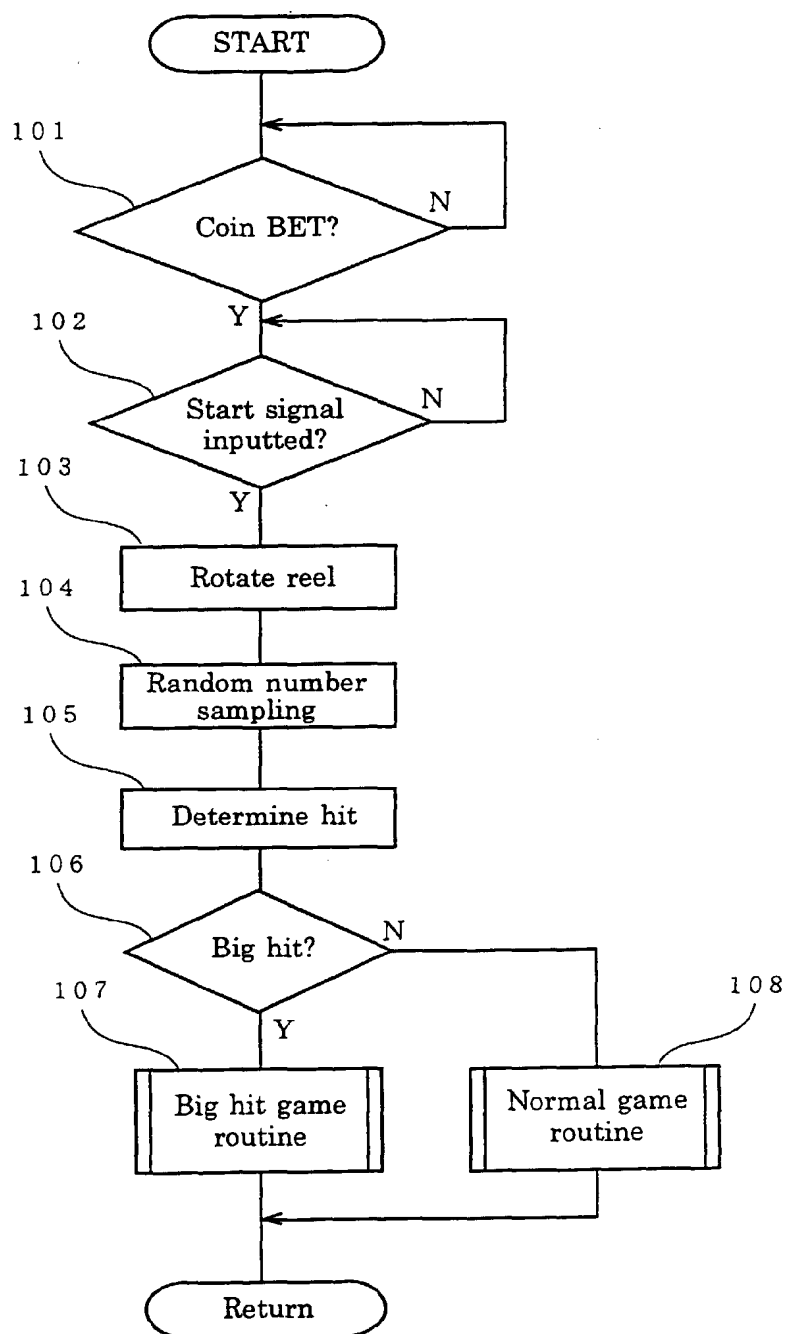 START
101
N
Coin BET?
Y
102
N
Start signal
inputted?
103
Y
Rotate reel
104
Random number
sampling
105
Determine hit
106
N
Big hit?
107
108
Y
Big hit game
routine
Normal game
routine
Return